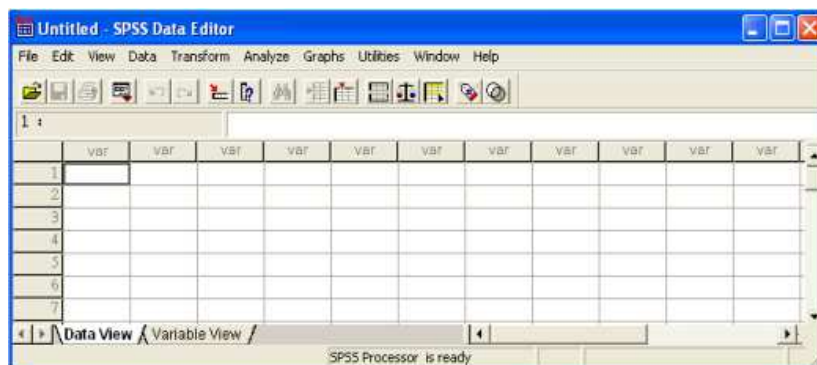 Untitled - SPSS Data Editor
File Edit View Data Transform Analyze Graphs Utilities Window Help
1 :
var var var var var var var var var var var
1
2
3
4
5
6
7
Data View Variable View
SPSS Processor is ready